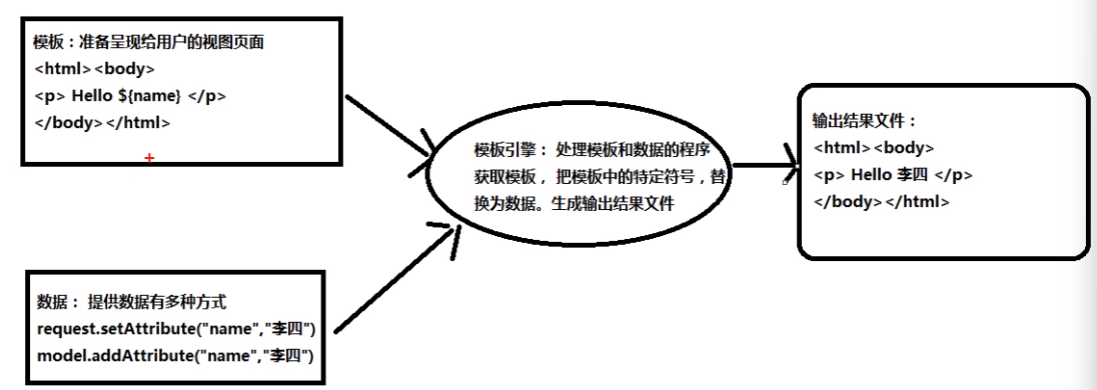 模板：准备呈现给用户的视图页面
<html><body>
<p> Hello ${name} </p>
</body></html>
数据： 提供数据有多种方式
request.setAttribute("name","李四")
model.addAttribute("name","李四")
模板引擎： 处理模板和数据的程序
获取模板， 把模板中的特定符号，替
换为数据。生成输出结果文件
输出结果文件：
<html><body>
<p> Hello 李四 </p>
</body></html>